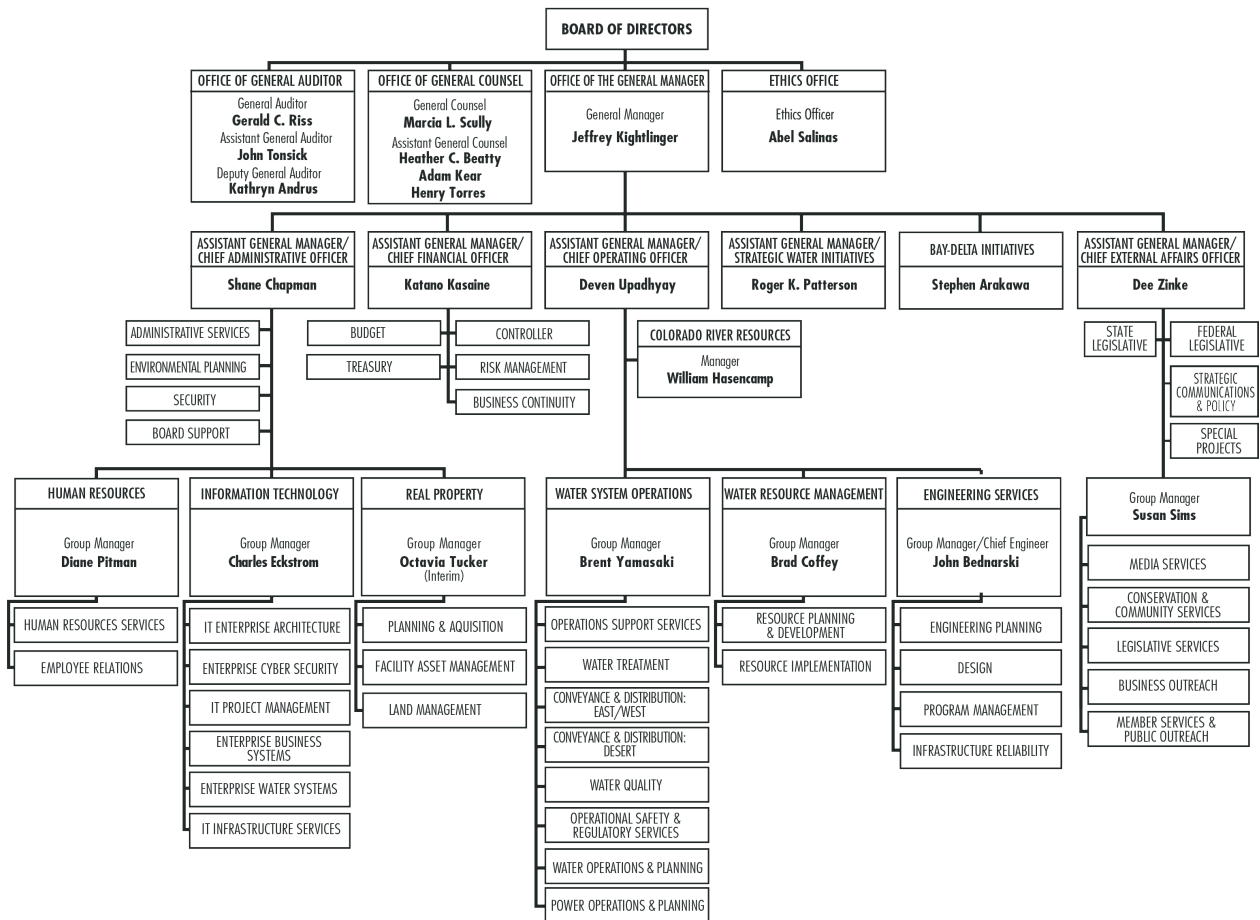 BOARD OF DIRECTORS
OFFICE OF GENERAL AUDITOR
General Auditor
Gerald C. Riss
Assistant General Auditor
John Tonsick
Deputy General Auditor
Kathryn Andrus
OFFICE OF GENERAL COUNSEL
General Counsel
Marcia L. Scully
Assistant General Counsel
Heather C. Beatty
Adam Kear
Henry Torres
OFFICE OF THE GENERAL MANAGER
General Manager
Jeffrey Kightlinger
ETHICS OFFICE
Ethics Officer
Abel Salinas
ASSISTANT GENERAL MANAGER/
CHIEF ADMINISTRATIVE OFFICER
Shane Chapman
ASSISTANT GENERAL MANAGER/
CHIEF FINANCIAL OFFICER
Katano Kasaine
ASSISTANT GENERAL MANAGER/
CHIEF OPERATING OFFICER
Deven Upadhyay
ASSISTANT GENERAL MANAGER/
STRATEGIC WATER INITIATIVES
Roger K. Patterson
BAY-DELTA INITIATIVES
Stephen Arakawa
ASSISTANT GENERAL MANAGER/
CHIEF EXTERNAL AFFAIRS OFFICER
Dee Zinke
ADMINISTRATIVE SERVICES
ENVIRONMENTAL PLANNING
SECURITY
BOARD SUPPORT
BUDGET
CONTROLLER
TREASURY
RISK MANAGEMENT
BUSINESS CONTINUITY
COLORADO RIVER RESOURCES
Manager
William Hasencamp
STATE
LEGISLATIVE
FEDERAL
LEGISLATIVE
STRATEGIC
COMMUNICATIONS
& POLICY
SPECIAL
PROJECTS
HUMAN RESOURCES
Group Manager
Diane Pitman
HUMAN RESOURCES SERVICES
EMPLOYEE RELATIONS
INFORMATION TECHNOLOGY
Group Manager
Charles Eckstrom
IT ENTERPRISE ARCHITECTURE
ENTERPRISE CYBER SECURITY
IT PROJECT MANAGEMENT
ENTERPRISE BUSINESS
SYSTEMS
ENTERPRISE WATER SYSTEMS
IT INFRASTRUCTURE SERVICES
REAL PROPERTY
Group Manager
Octavia Tucker
(Interim)
PLANNING & AQUISITION
FACILITY ASSET MANAGEMENT
LAND MANAGEMENT
WATER SYSTEM OPERATIONS
Group Manager
Brent Yamasaki
OPERATIONS SUPPORT SERVICES
WATER TREATMENT
CONVEYANCE & DISTRIBUTION:
EAST/WEST
CONVEYANCE & DISTRIBUTION:
DESERT
WATER QUALITY
OPERATIONAL SAFETY &
REGULATORY SERVICES
WATER OPERATIONS & PLANNING
POWER OPERATIONS & PLANNING
WATER RESOURCE MANAGEMENT
Group Manager
Brad Coffey
RESOURCE PLANNING
& DEVELOPMENT
RESOURCE IMPLEMENTATION
ENGINEERING SERVICES
Group Manager/Chief Engineer
John Bednarski
ENGINEERING PLANNING
DESIGN
PROGRAM MANAGEMENT
INFRASTRUCTURE RELIABILITY
Group Manager
Susan Sims
MEDIA SERVICES
CONSERVATION &
COMMUNITY SERVICES
LEGISLATIVE SERVICES
BUSINESS OUTREACH
MEMBER SERVICES &
PUBLIC OUTREACH